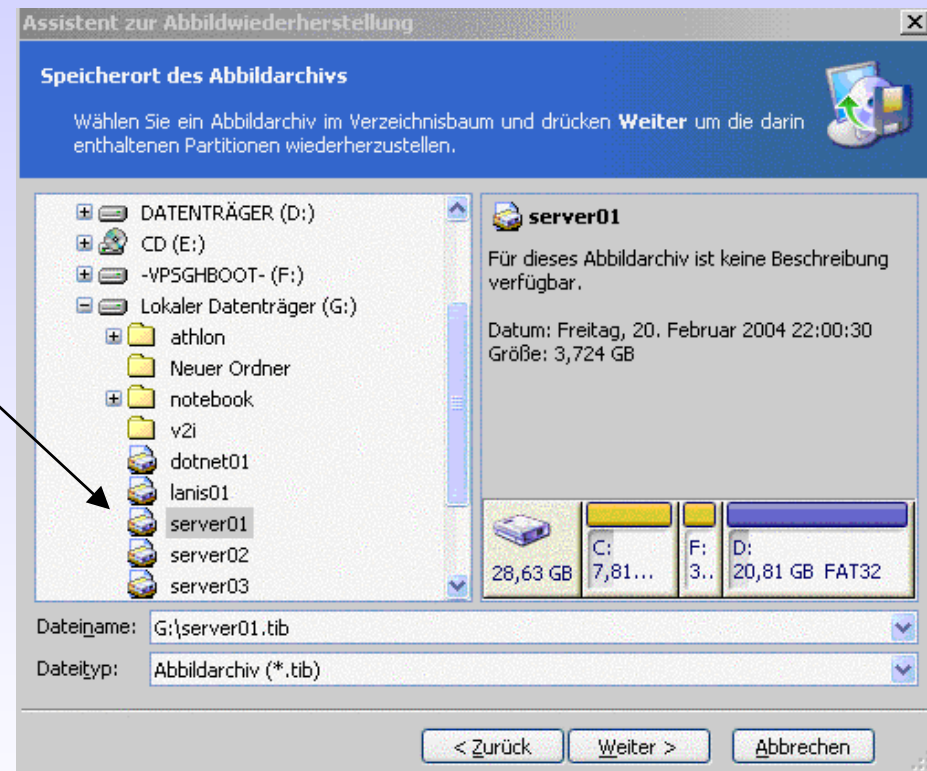 Assistent zur Abbildwiederherstellung
Speicherort des Abbildarchivs
Wählen Sie ein Abbildarchiv im Verzeichnisbaum und drücken Weiter um die darin
enthaltenen Partitionen wiederherzustellen.
DATENTRÄGER (D:)
CD (E:)
-VPSGHBOOT- (F:)
Lokaler Datenträger (G:)
athlon
Neuer Ordner
notebook
v2i
dotnet01
lanis01
server01
server02
server03
server01
Für dieses Abbildarchiv ist keine Beschreibung
verfügbar.
Datum: Freitag, 20. Februar 2004 22:00:30
Größe: 3,724 GB
28,63 GB
C:
7,81...
F:
3..
D:
20,81 GB FAT32
Dateiname: G:\server01.tib
Dateityp: Abbildarchiv (*.tib)
< Zurück
Weiter >
Abbrechen